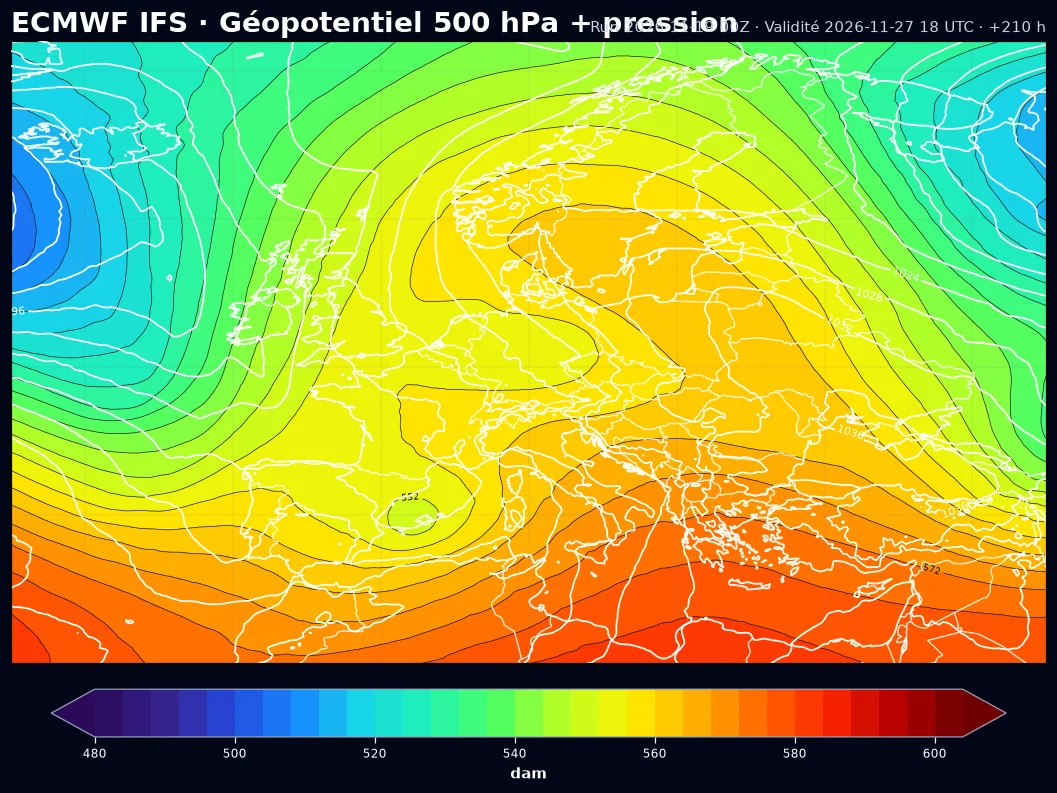 ECMWF IFS · Géopotentiel 500 hPa + pression
Validité 2026-11-27 18 UTC · +210 h
1024
1028
1032
96
1036
552
572
480 500 520 540 560 580 600
dam